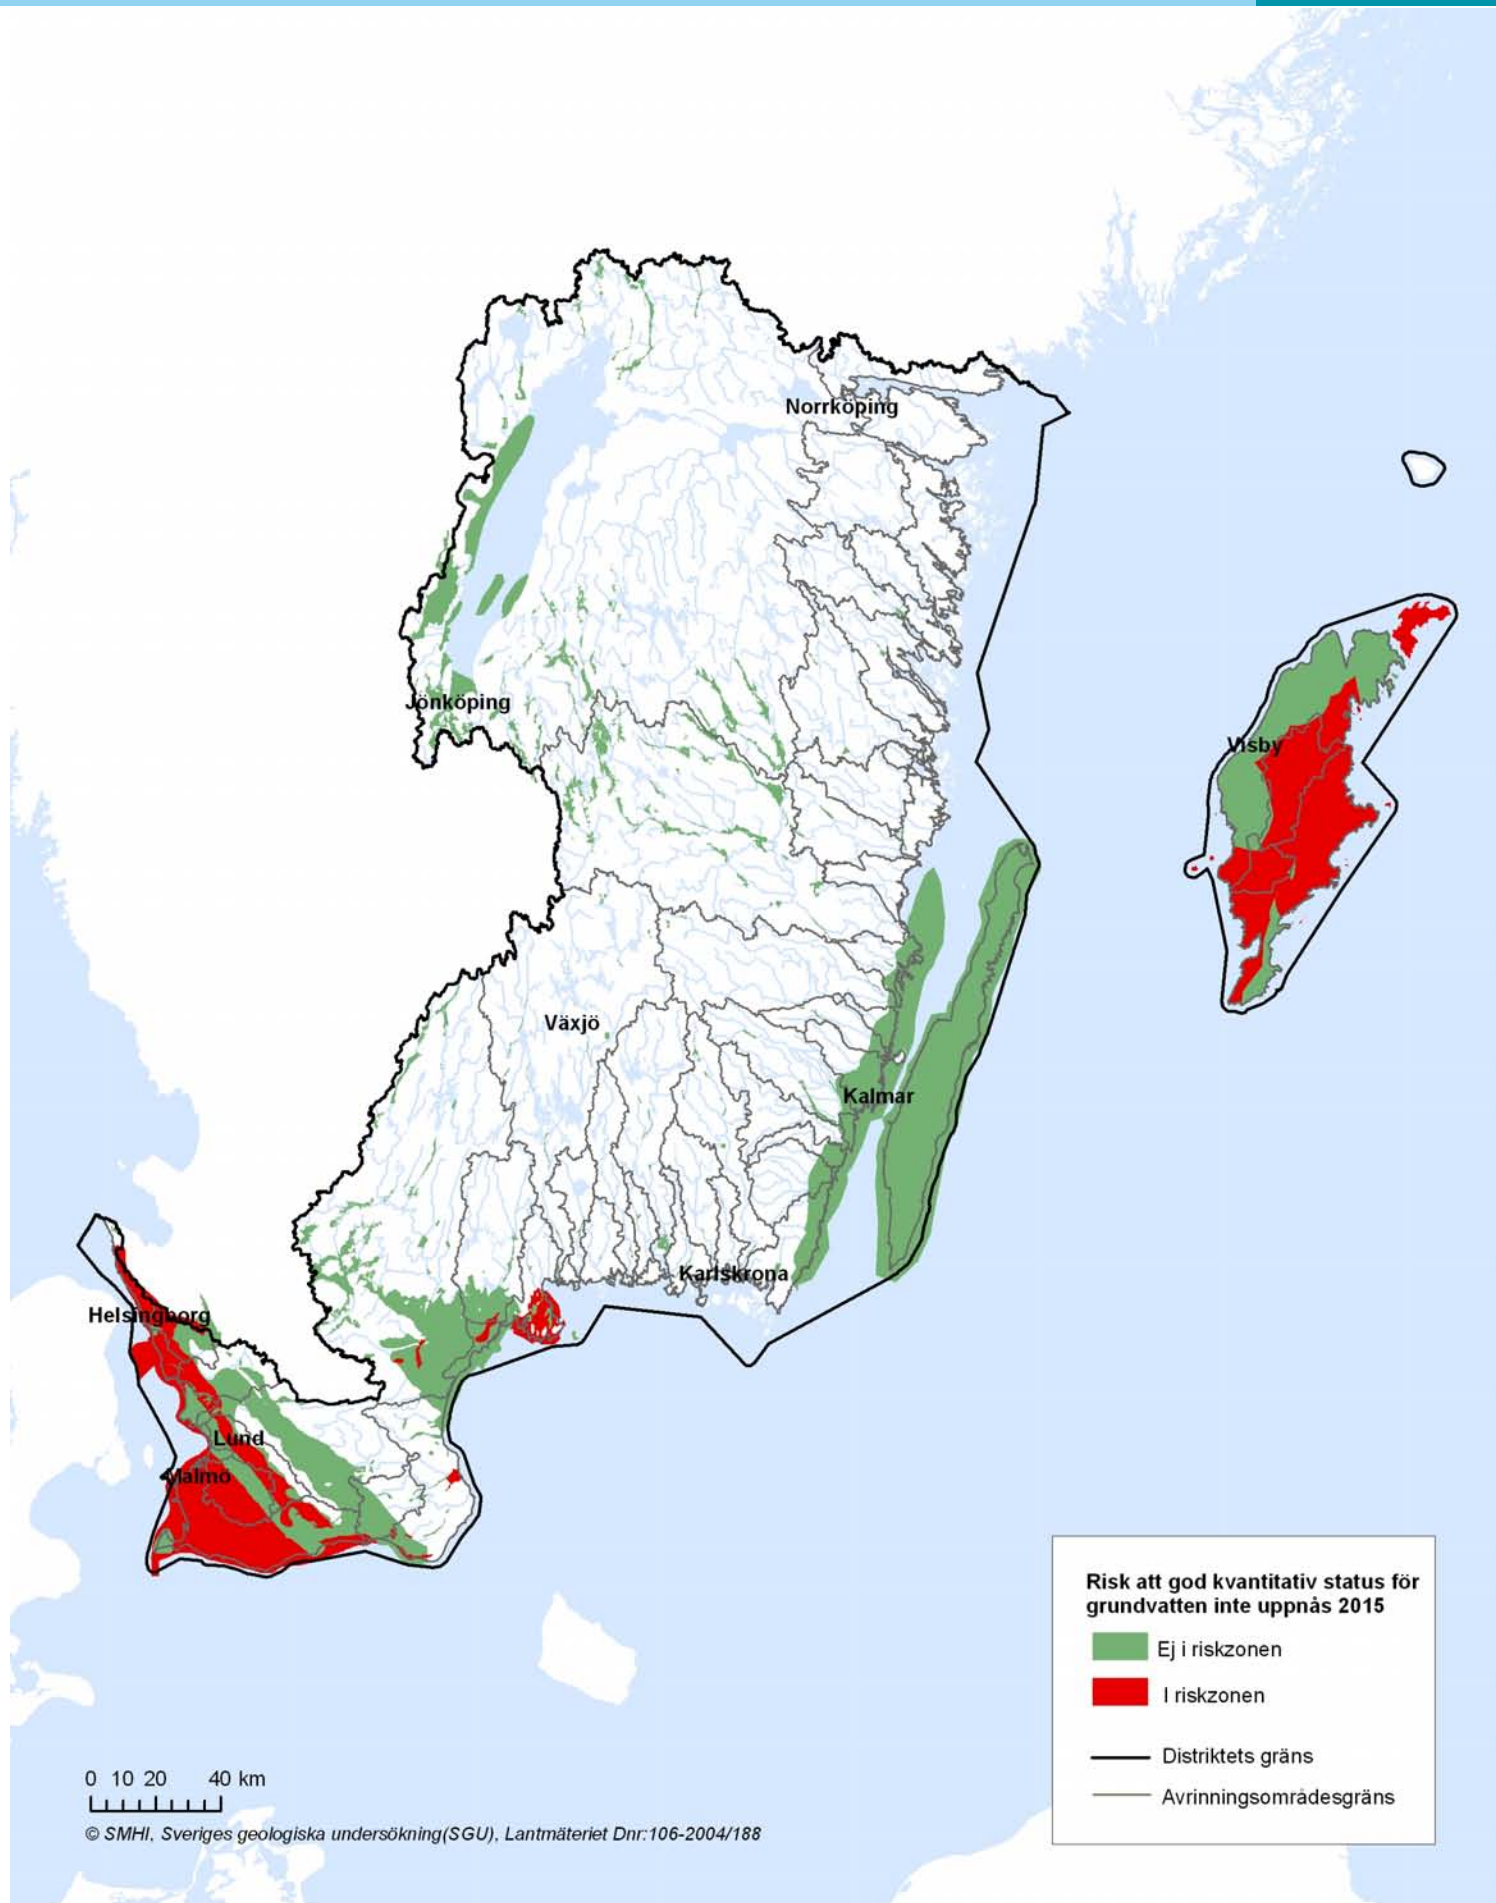 Norrköping
Jönköping
Visby
Växjö
Kalmar
Karlskrona
Helsingborg
Lund
Malmö
Risk att god kvantitativ status för
grundvatten inte uppnås 2015
Ej i riskzonen
I riskzonen
Distriktets gräns
Avrinningsområdesgräns
0 10 20 40 km
© SMHI, Sveriges geologiska undersökning(SGU), Lantmäteriet Dnr:106-2004/188